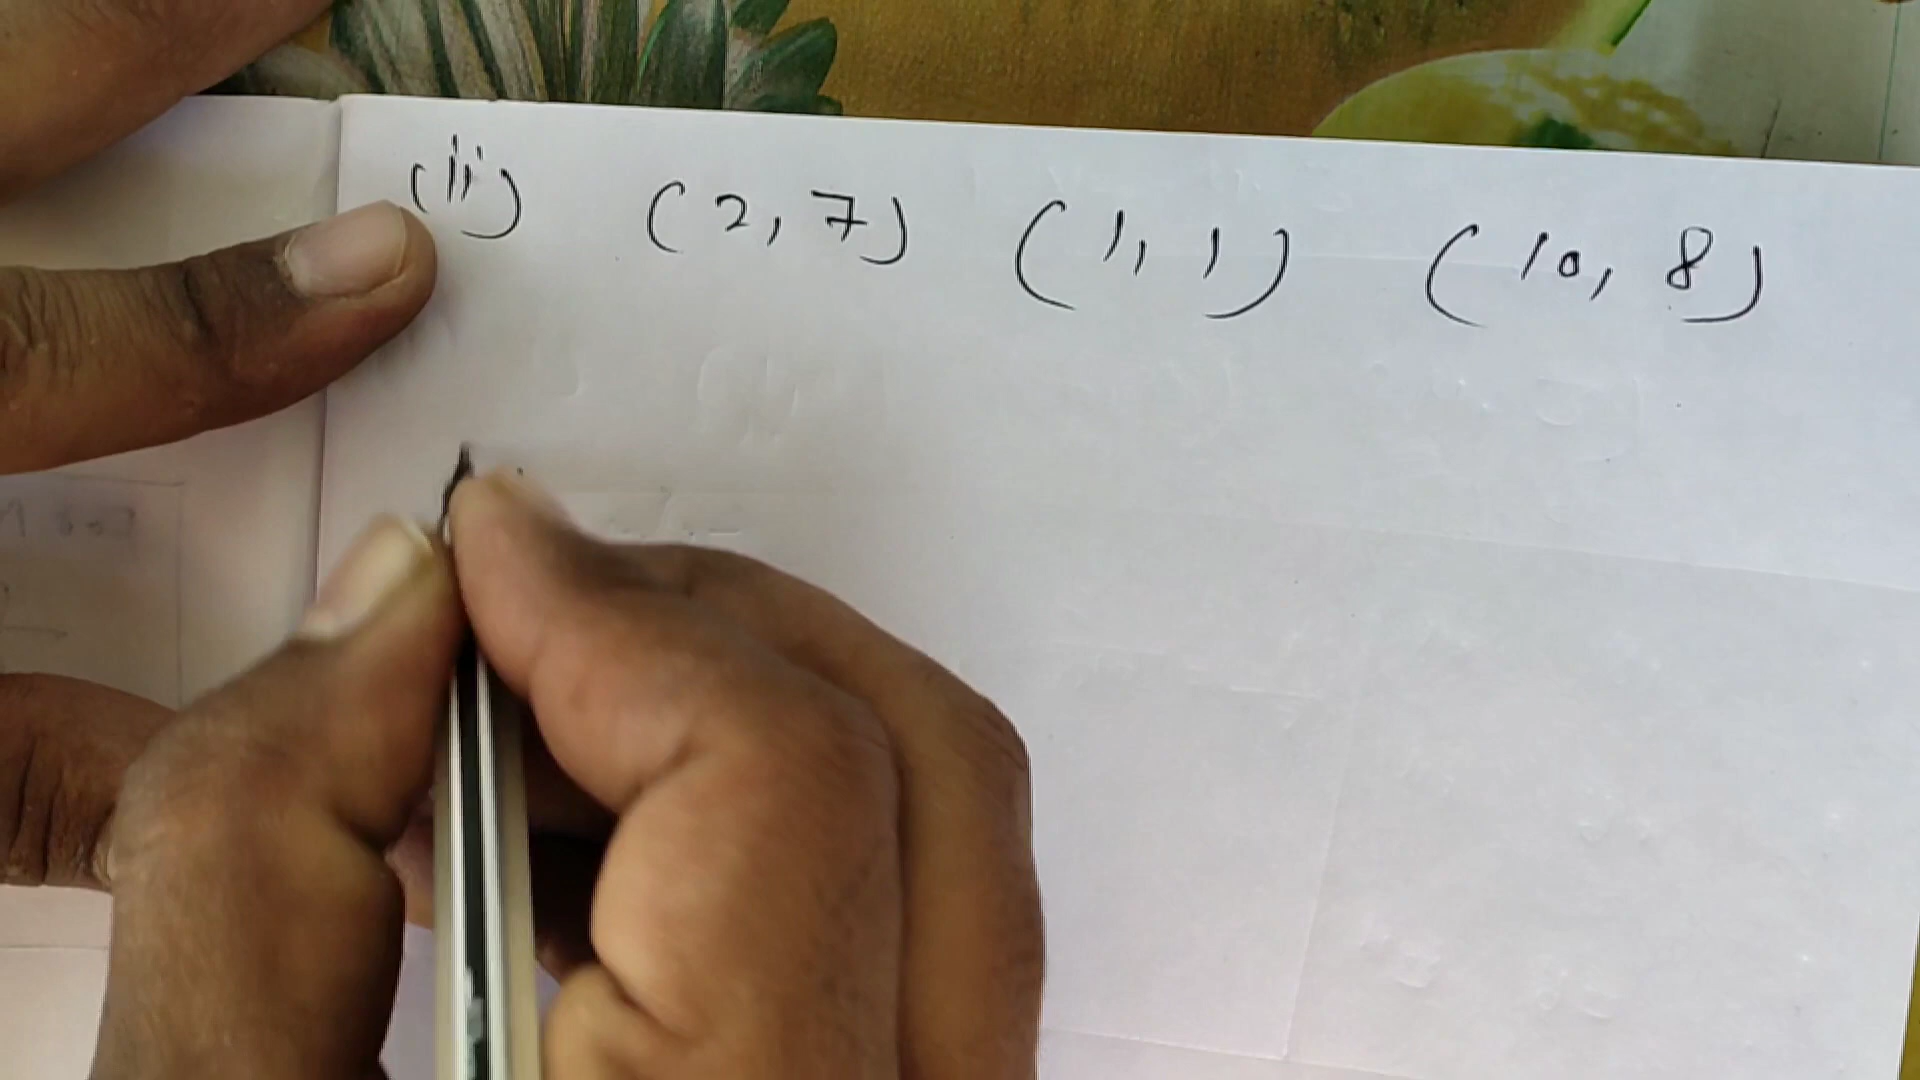 (ii) (2, 7) (1, 1) (10, 8)